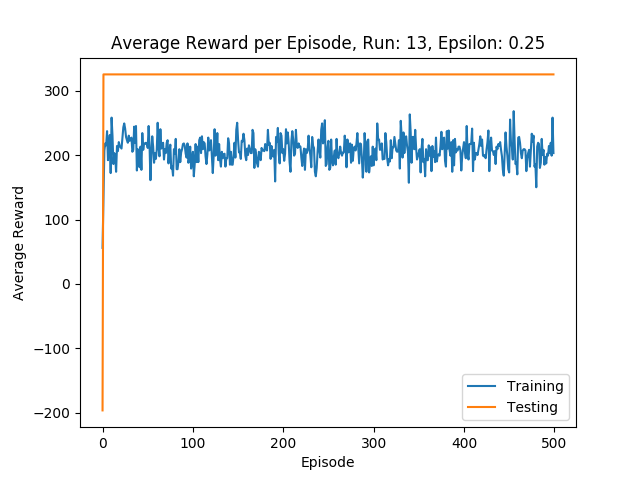 Average Reward per Episode, Run: 13, Epsilon: 0.25
Average Reward
300
200
100
0
−100
−200
0
100
200
300
400
500
Episode
Training
Testing